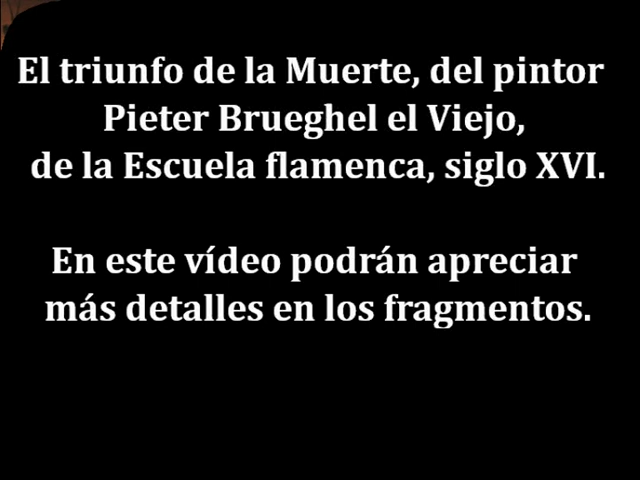 El triunfo de la Muerte, del pintor
Pieter Brueghel el Viejo,
de la Escuela flamenca, siglo XVI.
En este vídeo podrán apreciar
más detalles en los fragmentos.